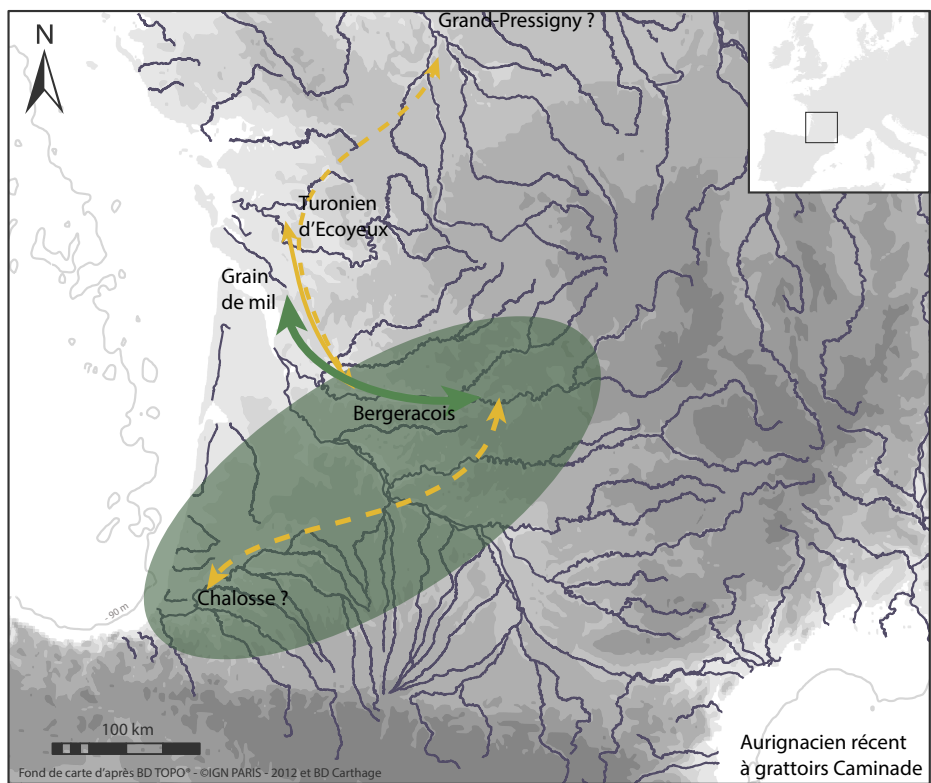 Grand-Pressigny ?
N
Turonien
d'Ecoyeux
Grain
de mil
Bergeracois
Chalosse ?
-90 m
100 km
Aurignacien récent
à grattoirs Caminade
Fond de carte d'après BD TOPO® - ©IGN PARIS - 2012 et BD Carthage